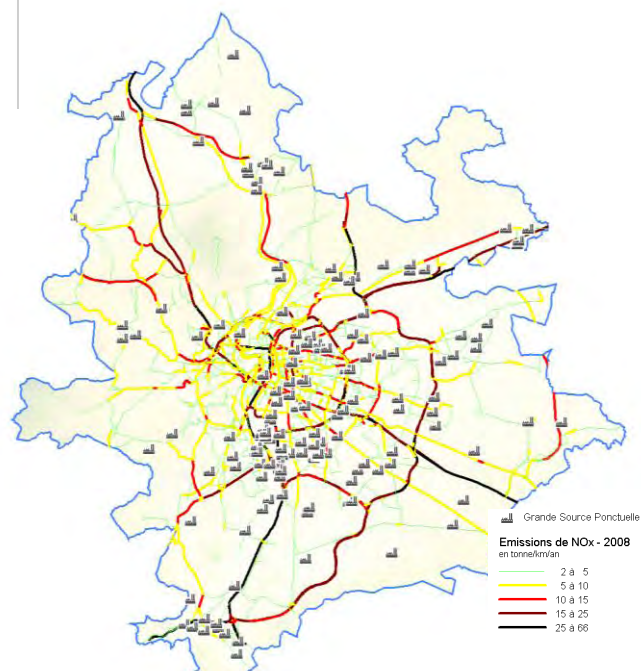 Grande Source Ponctuelle
Emissions de NOx - 2008
en tonne/km/an
2 à 5
5 à 10
10 à 15
15 à 25
25 à 66